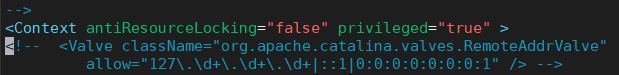 -->
<Context antiResourceLocking="false" privileged="true" >
<!--  <Valve className="org.apache.catalina.valves.RemoteAddrValve"
allow="127\.\d+\.\d+\.\d+|::1|0:0:0:0:0:0:0:1" /> -->